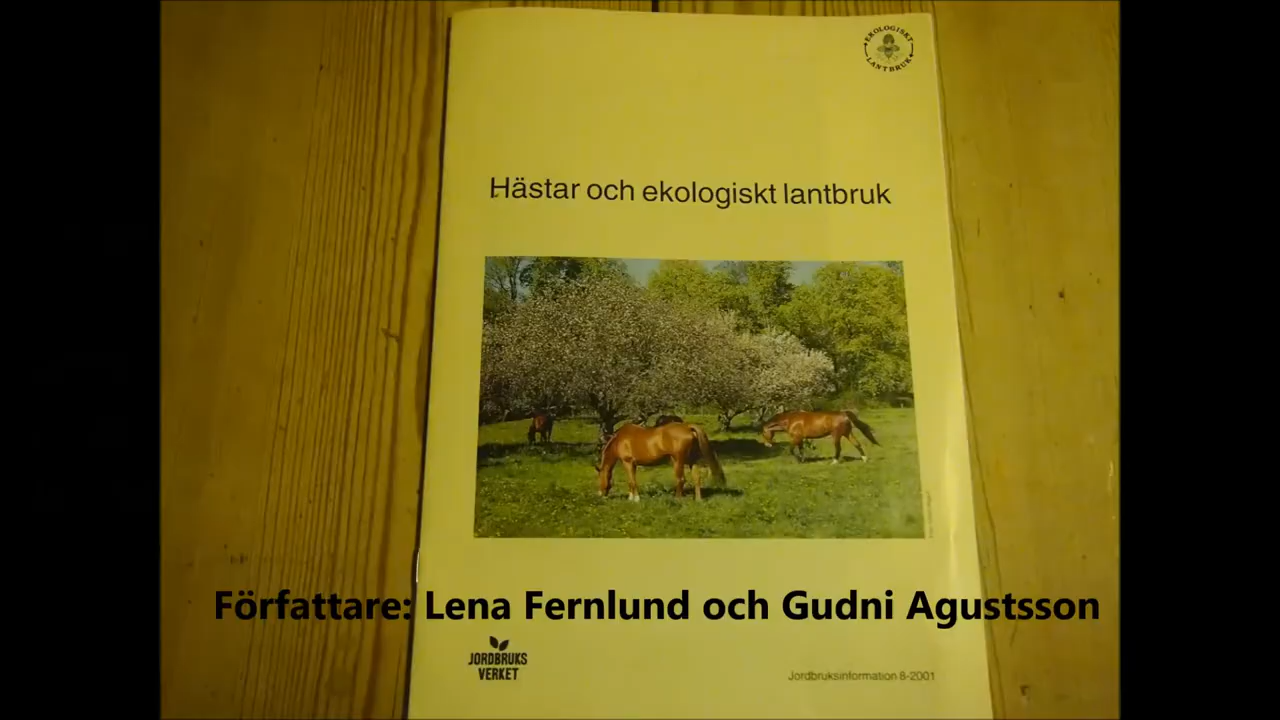 EKOLOGISKT
LANTBRUK
Hästar och ekologiskt lantbruk
Författare: Lena Fernlund och Gudni Agustsson
JORDBRUKS
VERKET
Jordbruksinformation 8-2001